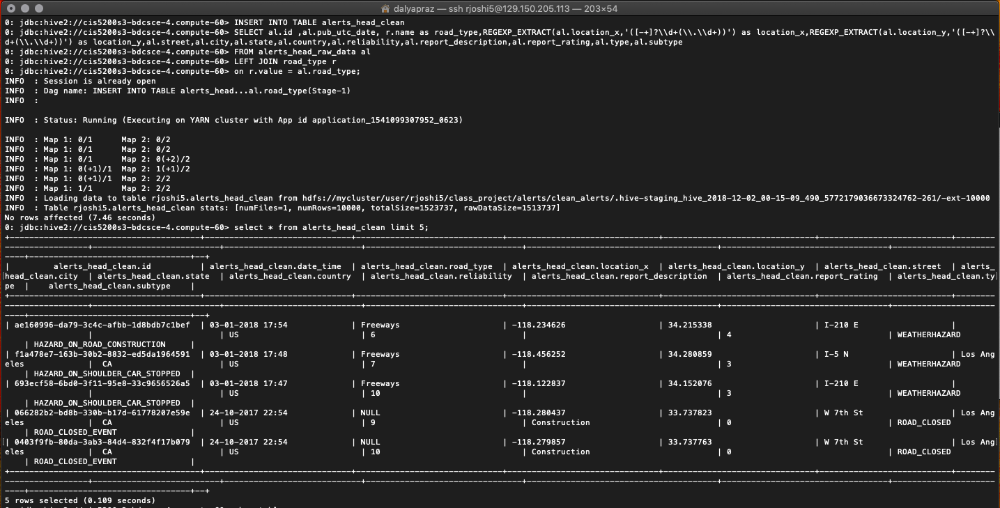 dalyapraz — ssh rjoshi5@129.150.205.113 — 203×54
0: jdbc:hive2://cis5200s3-bdcsce-4.compute-60> INSERT INTO TABLE alerts_head_clean
0: jdbc:hive2://cis5200s3-bdcsce-4.compute-60> SELECT al.id ,al.pub_utc_date, r.name as road_type,REGEXP_EXTRACT(al.location_x,'([-+]?\\d+(\\.\\d+))') as location_x,REGEXP_EXTRACT(al.location_y,'([-+]?\\
d+(\\.\\d+))') as location_y,al.street,al.city,al.state,al.country,al.reliability,al.report_description,al.report_rating,al.type,al.subtype
0: jdbc:hive2://cis5200s3-bdcsce-4.compute-60> FROM alerts_head_raw_data al
0: jdbc:hive2://cis5200s3-bdcsce-4.compute-60> LEFT JOIN road_type r
0: jdbc:hive2://cis5200s3-bdcsce-4.compute-60> on r.value = al.road_type;
INFO  : Session is already open
INFO  : Dag name: INSERT INTO TABLE alerts_head...al.road_type(Stage-1)
INFO  :
INFO  : Status: Running (Executing on YARN cluster with App id application_1541099307952_0623)
INFO  : Map 1: 0/1      Map 2: 0/2
INFO  : Map 1: 0/1      Map 2: 0/2
INFO  : Map 1: 0/1      Map 2: 0(+2)/2
INFO  : Map 1: 0(+1)/1  Map 2: 1(+1)/2
INFO  : Map 1: 0(+1)/1  Map 2: 2/2
INFO  : Map 1: 1/1      Map 2: 2/2
INFO  : Loading data to table rjoshi5.alerts_head_clean from hdfs://mycluster/user/rjoshi5/class_project/alerts/clean_alerts/.hive-staging_hive_2018-12-02_00-15-09_490_5772179036673324762-261/-ext-10000
INFO  : Table rjoshi5.alerts_head_clean stats: [numFiles=1, numRows=10000, totalSize=1523737, rawDataSize=1513737]
No rows affected (7.46 seconds)
0: jdbc:hive2://cis5200s3-bdcsce-4.compute-60> select * from alerts_head_clean limit 5;
| alerts_head_clean.id | alerts_head_clean.date_time | alerts_head_clean.road_type | alerts_head_clean.location_x | alerts_head_clean.location_y | alerts_head_clean.street | alerts_
head_clean.city | alerts_head_clean.state | alerts_head_clean.country | alerts_head_clean.reliability | alerts_head_clean.report_description | alerts_head_clean.report_rating | alerts_head_clean.ty
pe | alerts_head_clean.subtype |
| ae160996-da79-3c4c-afbb-1d8bdb7c1bef | 03-01-2018 17:54 | Freeways | -118.234626 | 34.215338 | I-210 E |
| | US | 6 | | 4 | WEATHERHAZARD
| HAZARD_ON_ROAD_CONSTRUCTION |
| f1a478e7-163b-30b2-8832-ed5da1964591 | 03-01-2018 17:48 | Freeways | -118.456252 | 34.280859 | I-5 N | Los Ang
eles | CA | US | 7 | | 3 | WEATHERHAZARD
| HAZARD_ON_SHOULDER_CAR_STOPPED |
| 693ecf58-6bd0-3f11-95e8-33c9656526a5 | 03-01-2018 17:47 | Freeways | -118.122837 | 34.152076 | I-210 E |
| | US | 10 | | 3 | WEATHERHAZARD
| HAZARD_ON_SHOULDER_CAR_STOPPED |
| 066282b2-bd8b-330b-b17d-61778207e59e | 24-10-2017 22:54 | NULL | -118.280437 | 33.737823 | W 7th St | Los Ang
eles | CA | US | 9 | Construction | 0 | ROAD_CLOSED
| ROAD_CLOSED_EVENT |
| 0403f9fb-80da-3ab3-84d4-832f4f17b079 | 24-10-2017 22:54 | NULL | -118.279857 | 33.737763 | W 7th St | Los Ang
eles | CA | US | 10 | Construction | 0 | ROAD_CLOSED
| ROAD_CLOSED_EVENT |
5 rows selected (0.109 seconds)